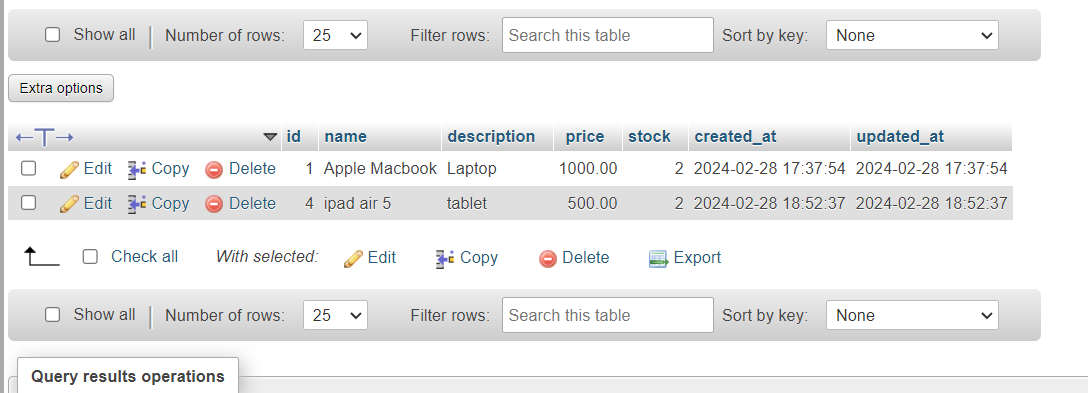 Show all Number of rows: 25 Filter rows: Search this table Sort by key: None
Extra options
id name description price stock created_at updated_at
Edit Copy Delete 1 Apple Macbook Laptop 1000.00 2 2024-02-28 17:37:54 2024-02-28 17:37:54
Edit Copy Delete 4 ipad air 5 tablet 500.00 2 2024-02-28 18:52:37 2024-02-28 18:52:37
Check all With selected: Edit Copy Delete Export
Show all Number of rows: 25 Filter rows: Search this table Sort by key: None
Query results operations